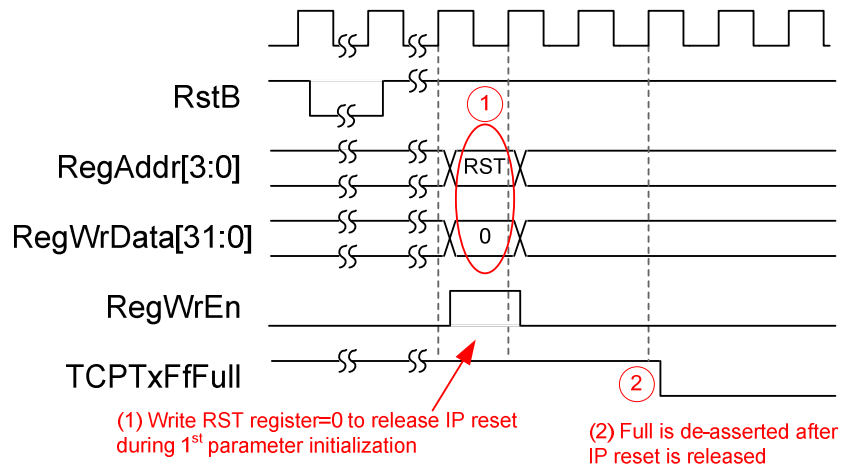 RstB
1
RegAddr[3:0]
RST
RegWrData[31:0]
0
RegWrEn
TCPTxFfFull
2
(1) Write RST register=0 to release IP reset
during 1st parameter initialization
(2) Full is de-asserted after
IP reset is released